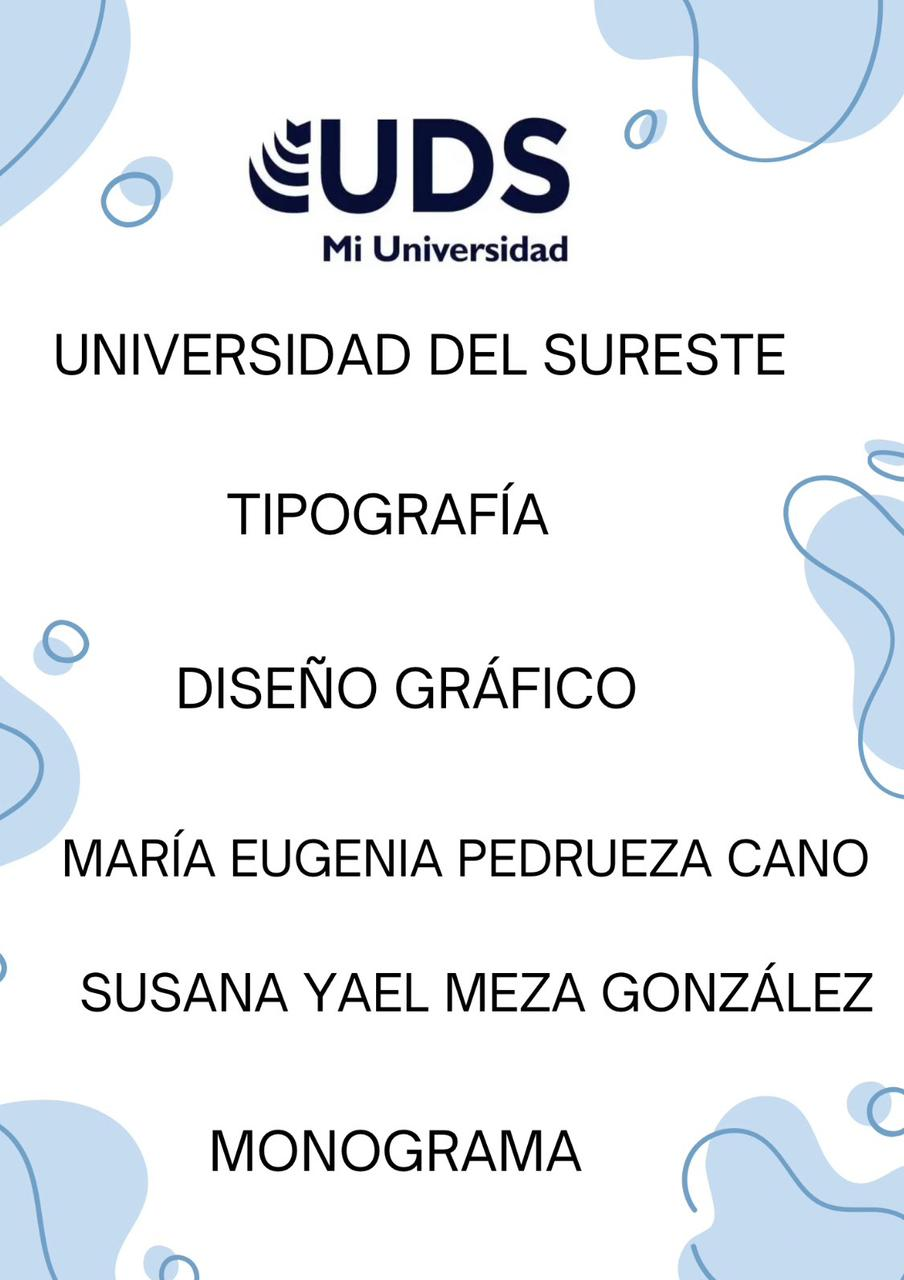 UDS
Mi Universidad
UNIVERSIDAD DEL SURESTE
TIPOGRAFÍA
DISEÑO GRÁFICO
MARÍA EUGENIA PEDRUEZA CANO
SUSANA YAEL MEZA GONZÁLEZ
MONOGRAMA